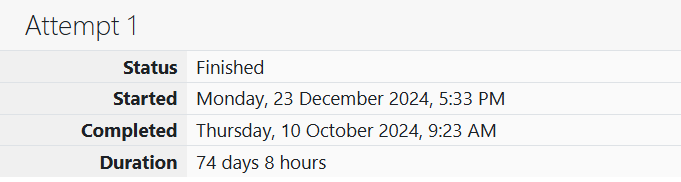 Attempt 1
Status Finished
Started Monday, 23 December 2024, 5:33 PM
Completed Thursday, 10 October 2024, 9:23 AM
Duration 74 days 8 hours